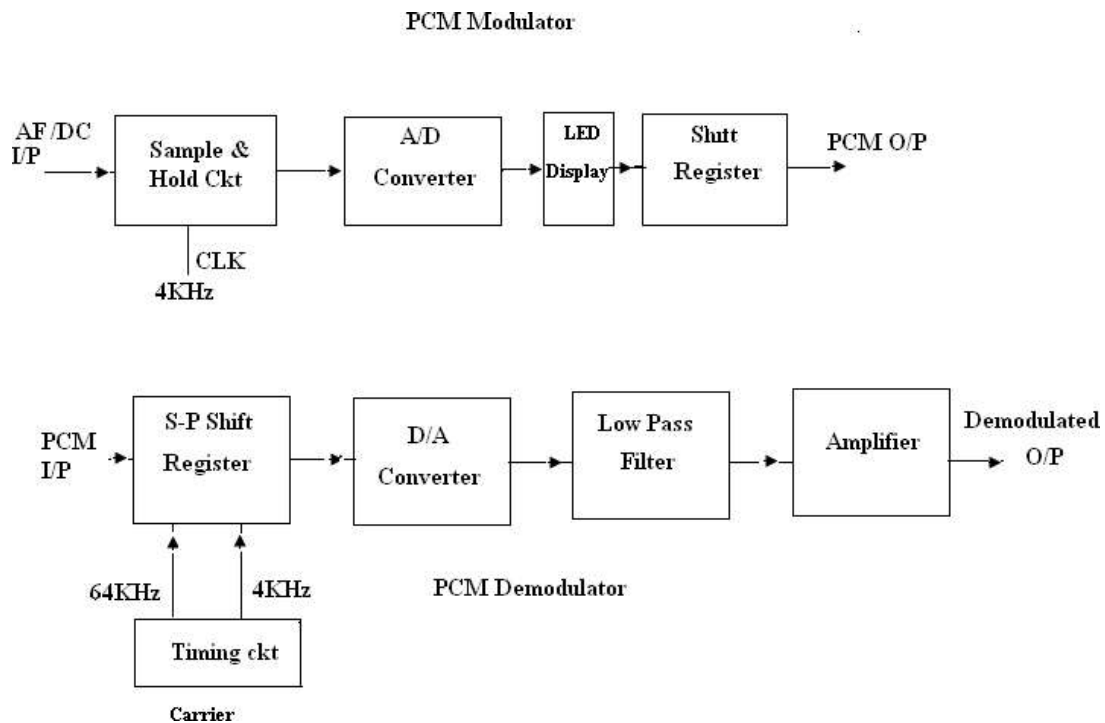 PCM Modulator
AF/DC
I/P
Sample &
Hold Ckt
A/D
Converter
LED
Display
Shift
Register
PCM O/P
CLK
4KHz
PCM
I/P
S-P Shift
Register
D/A
Converter
Low Pass
Filter
Amplifier
Demodulated
O/P
64KHz
4KHz
PCM Demodulator
Timing ckt
Carrier